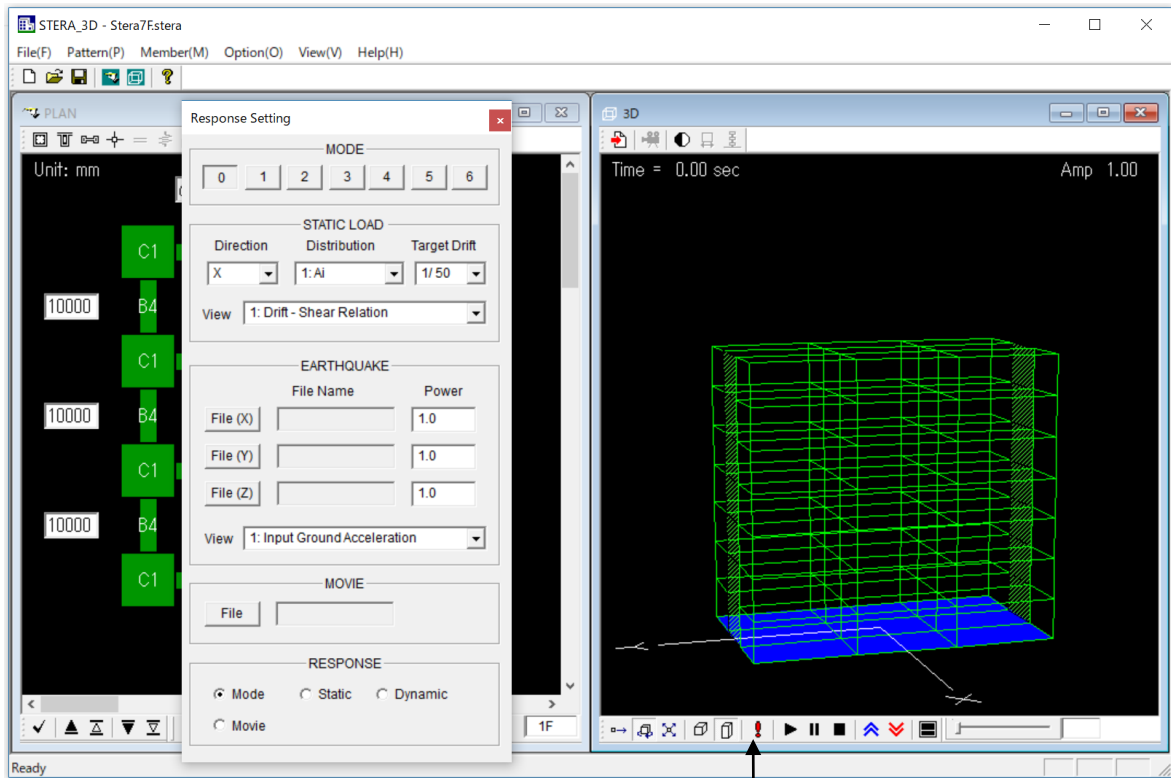 STERA_3D - Stera7F.stera
File(F) Pattern(P) Member(M) Option(O) View(V) Help(H)
PLAN
Unit: mm
C1
10000 B4
C1
10000 B4
C1
10000 B4
C1
1F
Response Setting
MODE
0 1 2 3 4 5 6
STATIC LOAD
Direction Distribution Target Drift
X 1: Ai 1/ 50
View 1: Drift - Shear Relation
EARTHQUAKE
File Name Power
File (X) 1.0
File (Y) 1.0
File (Z) 1.0
View 1: Input Ground Acceleration
MOVIE
File
RESPONSE
Mode Static Dynamic
Movie
3D
Time = 0.00 sec Amp 1.00
Ready